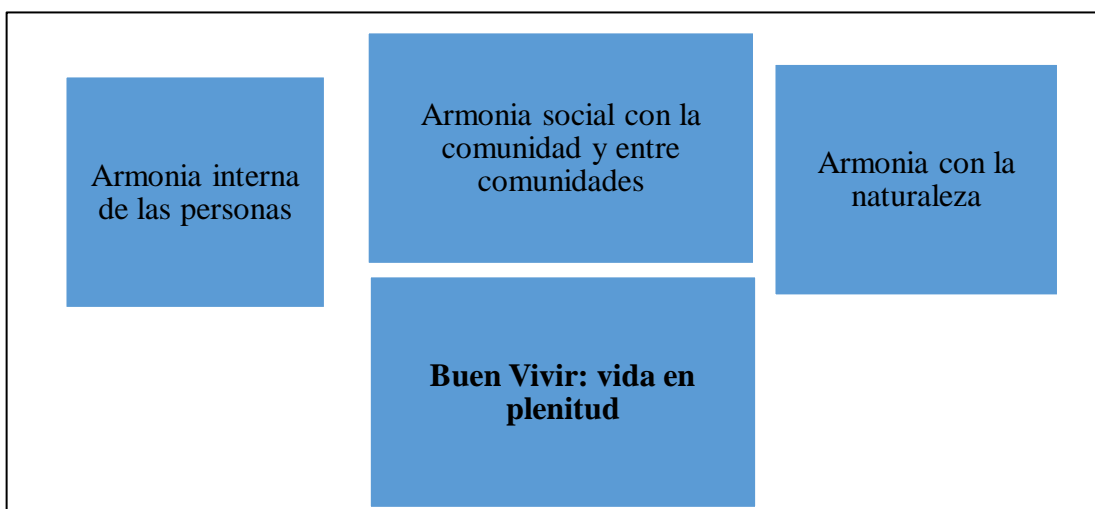 Armonia interna
de las personas
Armonia social con la
comunidad y entre
comunidades
Armonia con la
naturaleza
Buen Vivir: vida en
plenitud